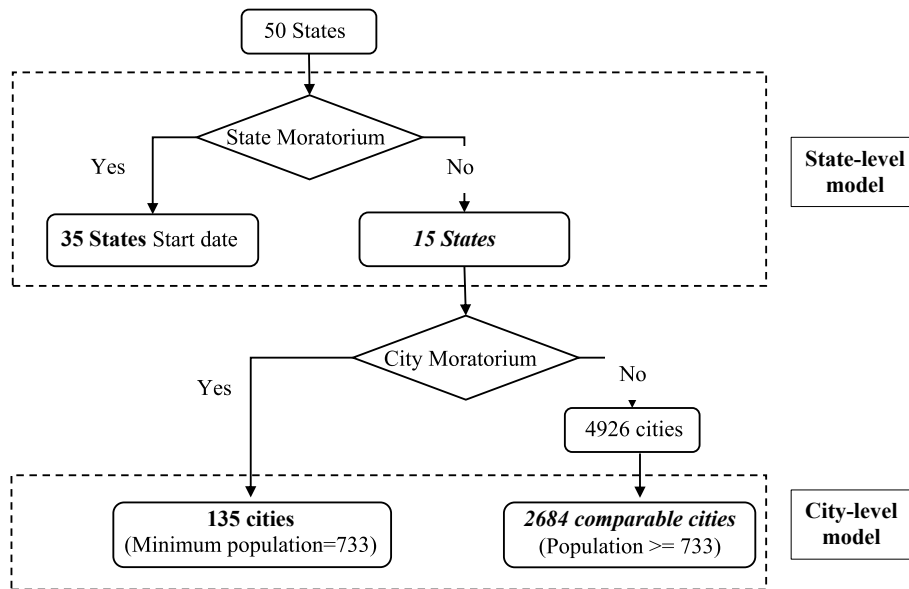 50 States
State Moratorium
Yes
No
State-level
model
35 States Start date
15 States
City Moratorium
Yes
No
4926 cities
135 cities
(Minimum population=733)
2684 comparable cities
(Population >= 733)
City-level
model